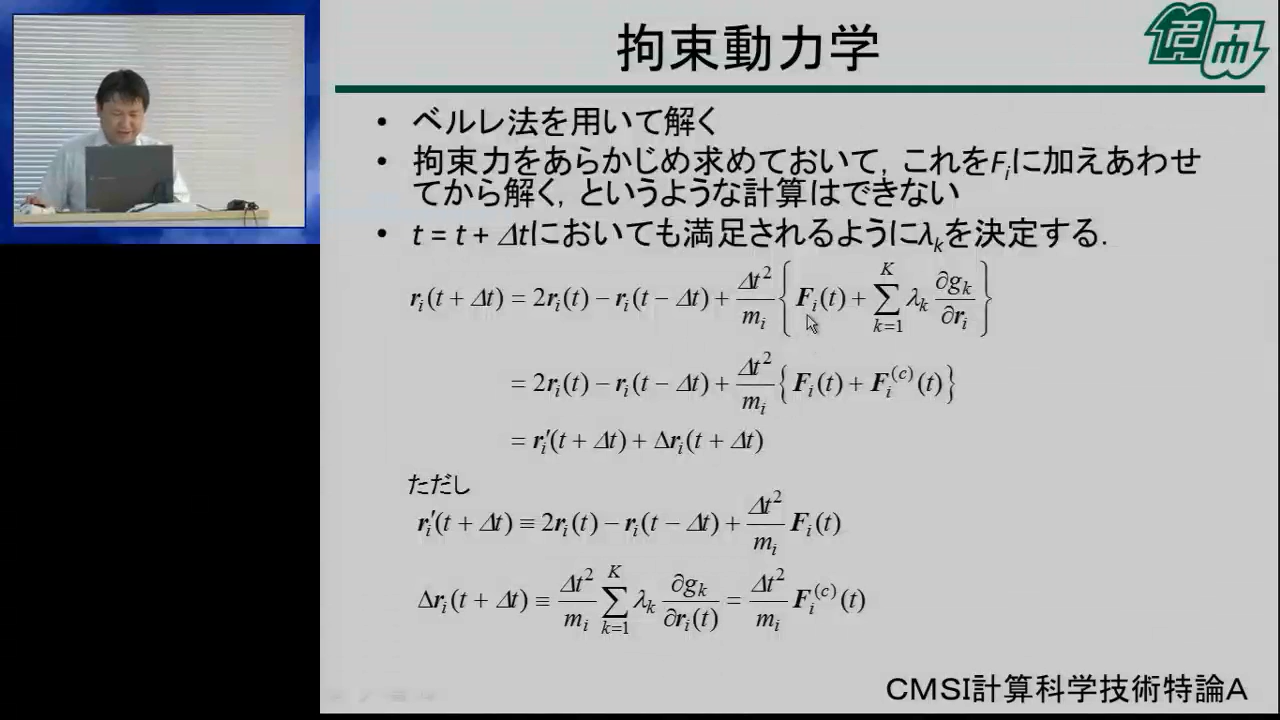 拘束動力学
• ベルレ法を用いて解く
• 拘束力をあらかじめ求めておいて，これをFᵢに加えあわせ
てから解く，というような計算はできない
• t = t + Δtにおいても満足されるようにλₖを決定する．
rᵢ(t + Δt) = 2rᵢ(t) − rᵢ(t − Δt) + Δt²/mᵢ { Fᵢ(t) + ∑_{k=1}^{K} λₖ ∂gₖ/∂rᵢ }
= 2rᵢ(t) − rᵢ(t − Δt) + Δt²/mᵢ { Fᵢ(t) + Fᵢ^(c)(t) }
= rᵢ′(t + Δt) + Δrᵢ(t + Δt)
ただし
rᵢ′(t + Δt) ≡ 2rᵢ(t) − rᵢ(t − Δt) + Δt²/mᵢ Fᵢ(t)
Δrᵢ(t + Δt) ≡ Δt²/mᵢ ∑_{k=1}^{K} λₖ ∂gₖ/∂rᵢ(t) = Δt²/mᵢ Fᵢ^(c)(t)
CMSI計算科学技術特論A